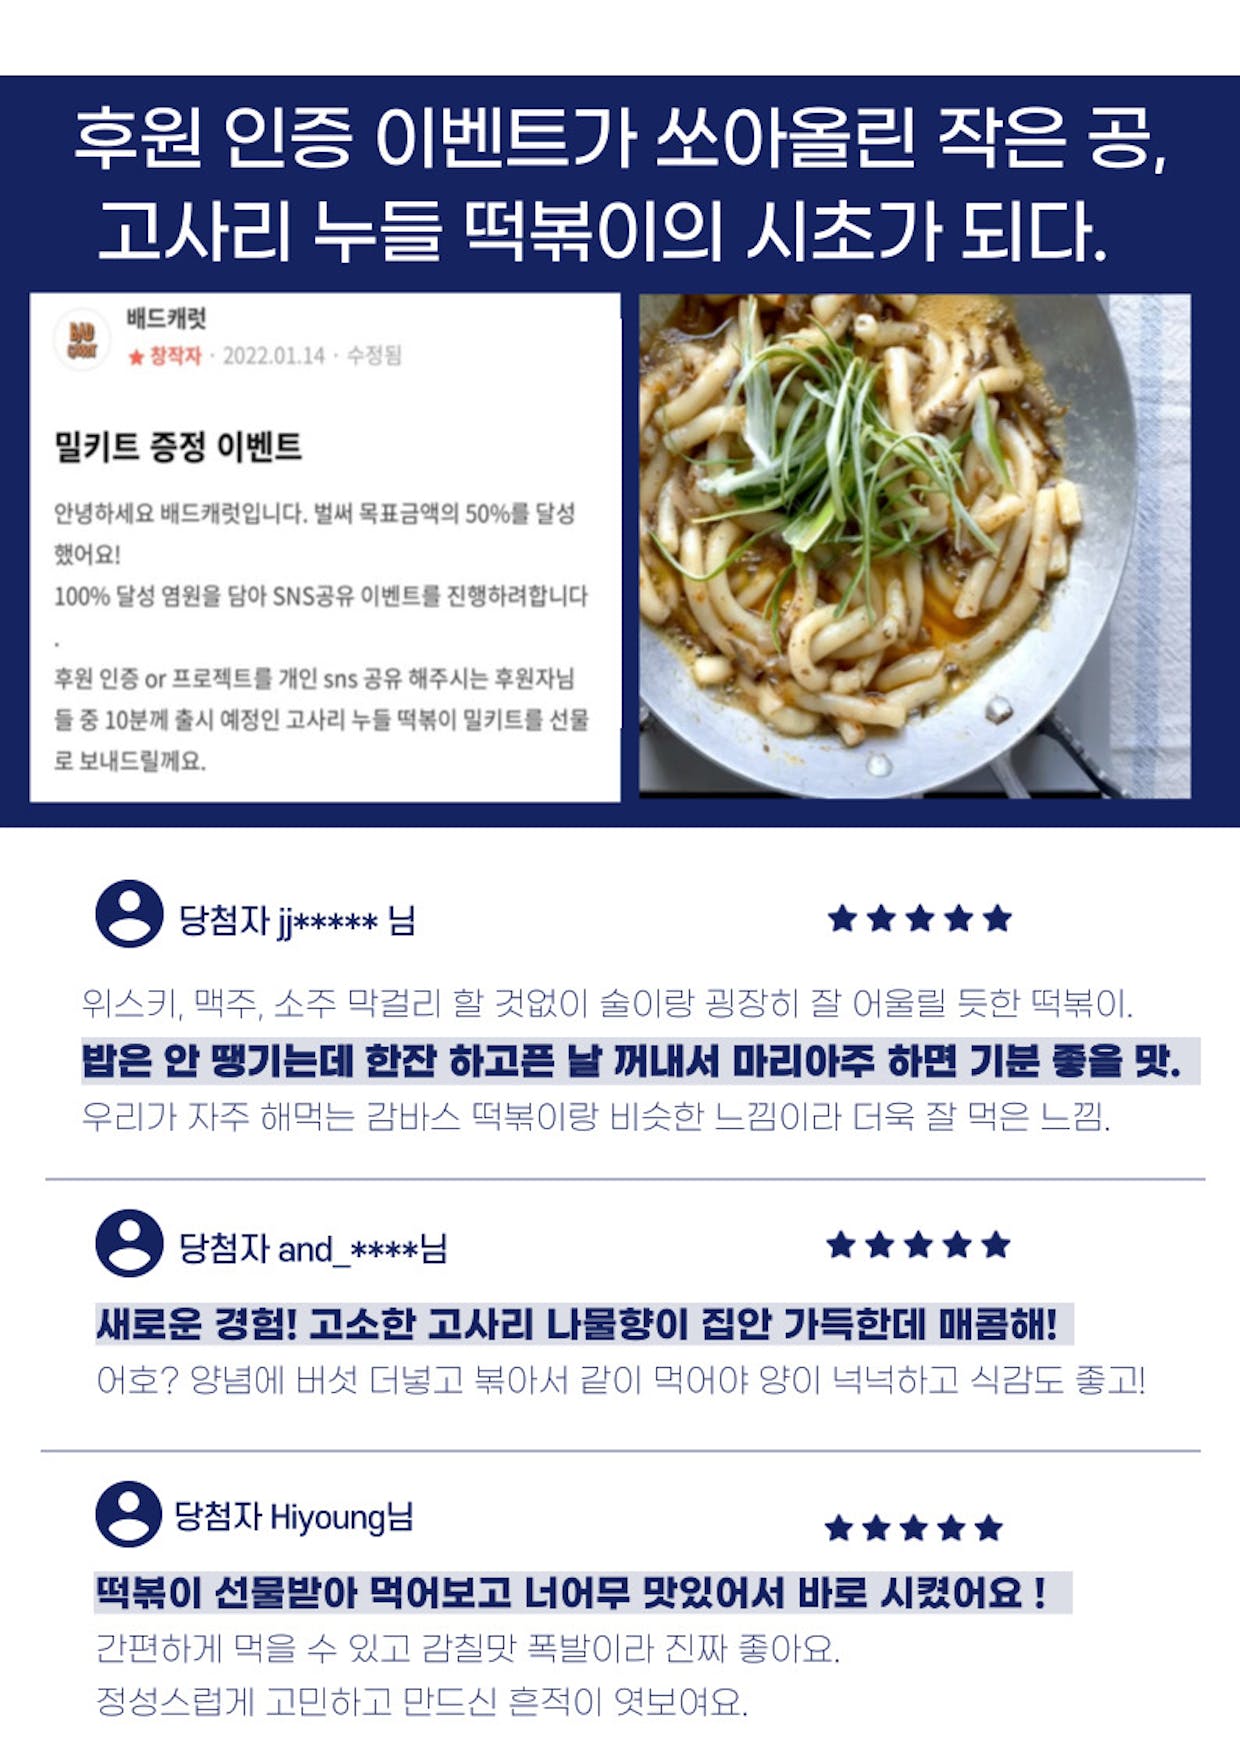 후원 인증 이벤트가 쏘아올린 작은 공,
고사리 누들 떡볶이의 시초가 되다.
BAD
CARROT
배드캐럿
★ 창작자 · 2022.01.14 · 수정됨
밀키트 증정 이벤트
안녕하세요 배드캐럿입니다. 벌써 목표금액의 50%를 달성
했어요!
100% 달성 염원을 담아 SNS공유 이벤트를 진행하려합니다
.
후원 인증 or 프로젝트를 개인 sns 공유 해주시는 후원자님
들 중 10분께 출시 예정인 고사리 누들 떡볶이 밀키트를 선물
로 보내드릴께요.
당첨자 jj***** 님
★★★★★
위스키, 맥주, 소주 막걸리 할 것없이 술이랑 굉장히 잘 어울릴 듯한 떡볶이.
밥은 안 땡기는데 한잔 하고픈 날 꺼내서 마리아주 하면 기분 좋을 맛.
우리가 자주 해먹는 감바스 떡볶이랑 비슷한 느낌이라 더욱 잘 먹은 느낌.
당첨자 and_****님
★★★★★
새로운 경험! 고소한 고사리 나물향이 집안 가득한데 매콤해!
어호? 양념에 버섯 더넣고 볶아서 같이 먹어야 양이 넉넉하고 식감도 좋고!
당첨자 Hiyoung님
★★★★★
떡볶이 선물받아 먹어보고 너어무 맛있어서 바로 시켰어요 !
간편하게 먹을 수 있고 감칠맛 폭발이라 진짜 좋아요.
정성스럽게 고민하고 만드신 흔적이 엿보여요.